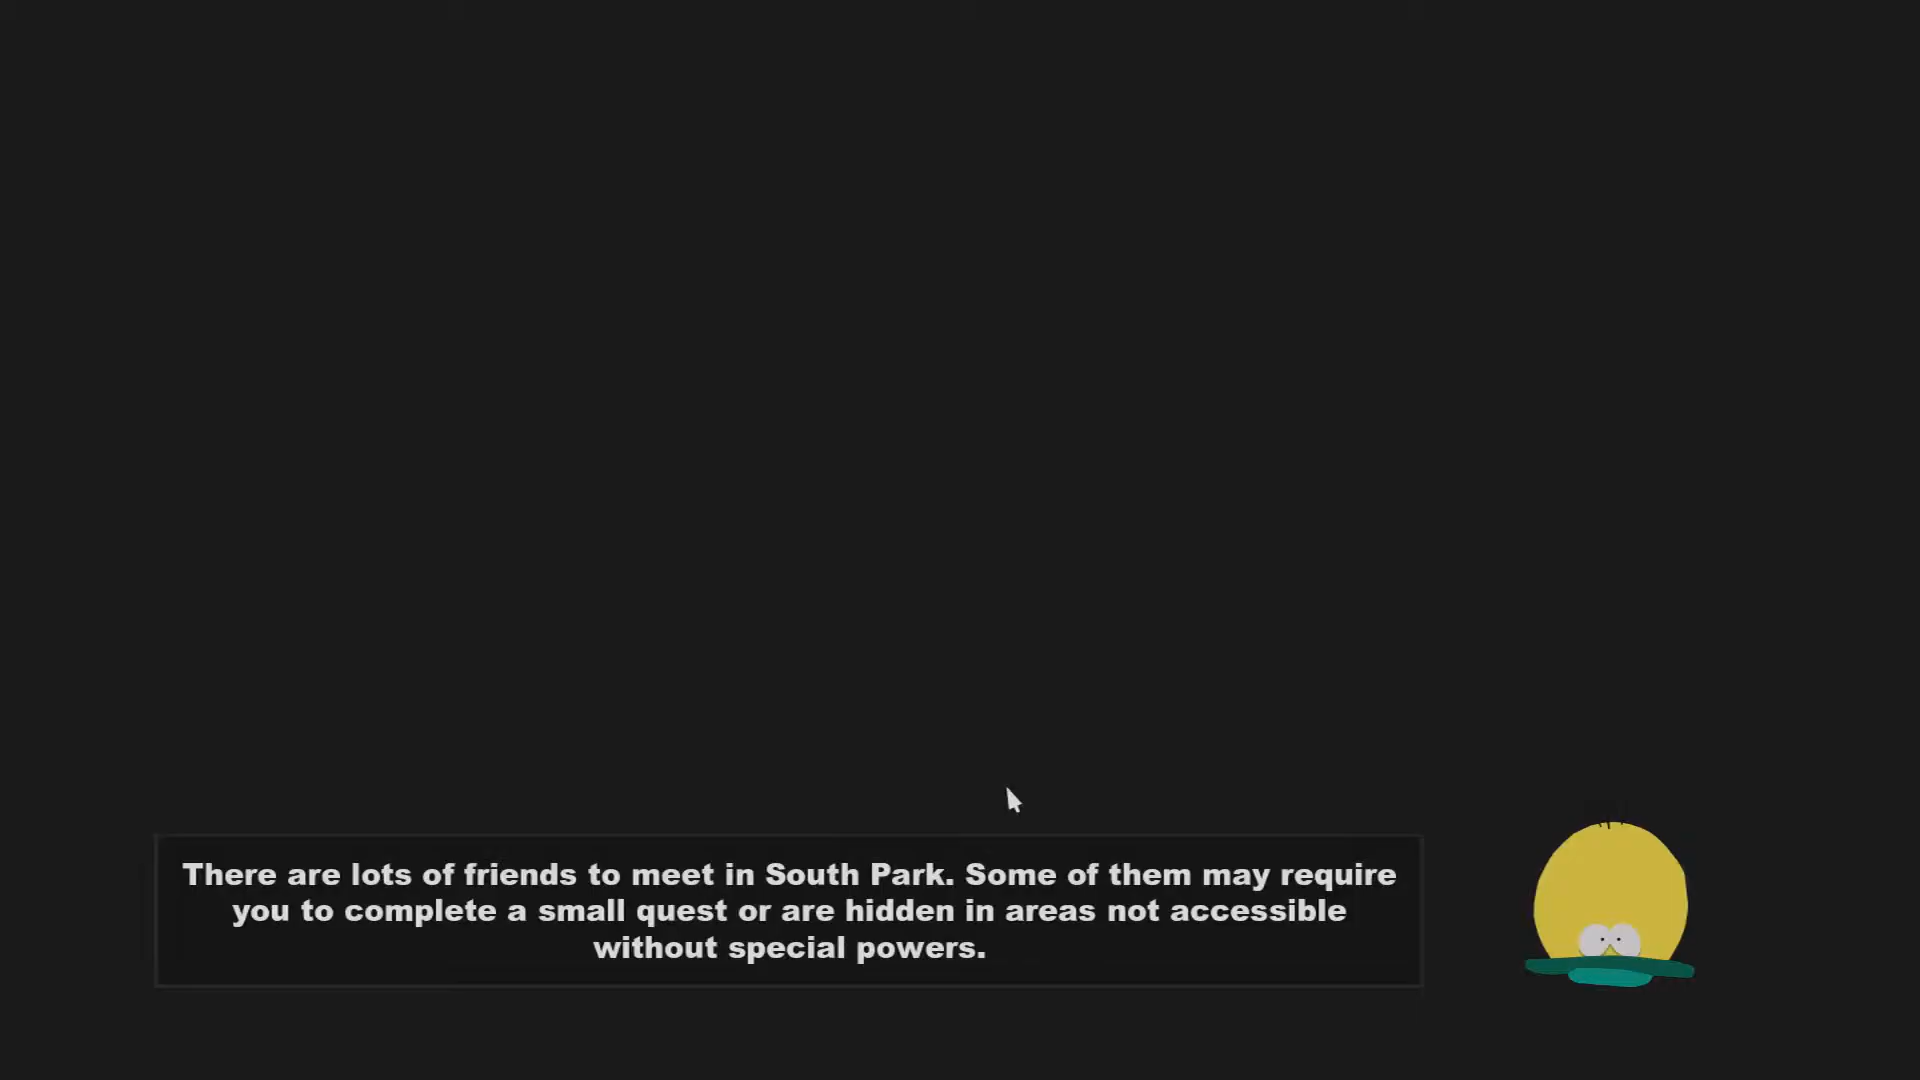 There are lots of friends to meet in South Park. Some of them may require
you to complete a small quest or are hidden in areas not accessible
without special powers.